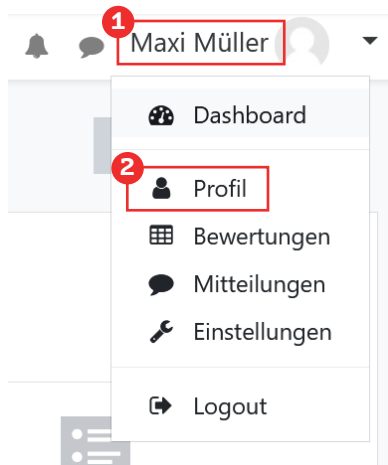 1
Maxi Müller
Dashboard
2
Profil
Bewertungen
Mitteilungen
Einstellungen
Logout